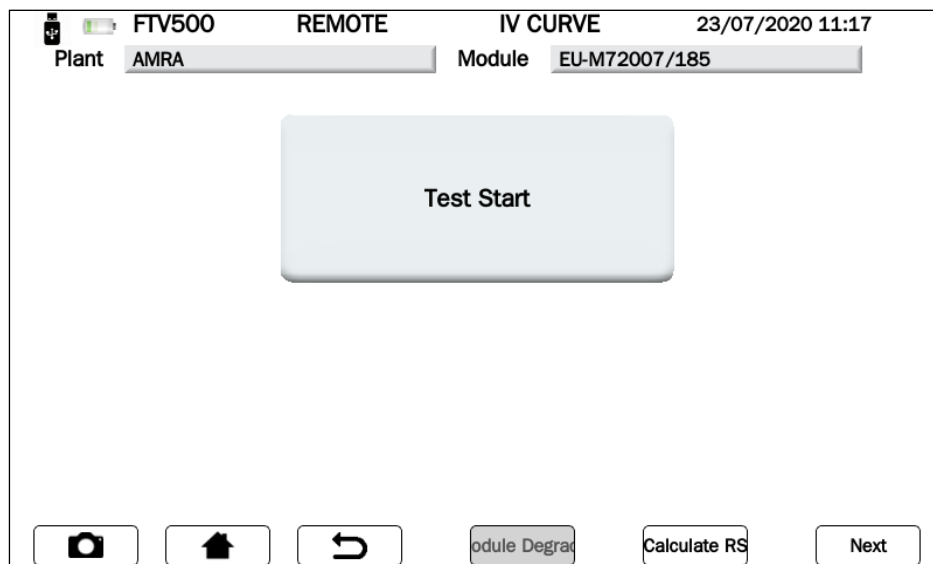 FTV500 REMOTE IV CURVE 23/07/2020 11:17
Plant AMRA Module EU-M72007/185
Test Start
odule Degrad Calculate RS Next